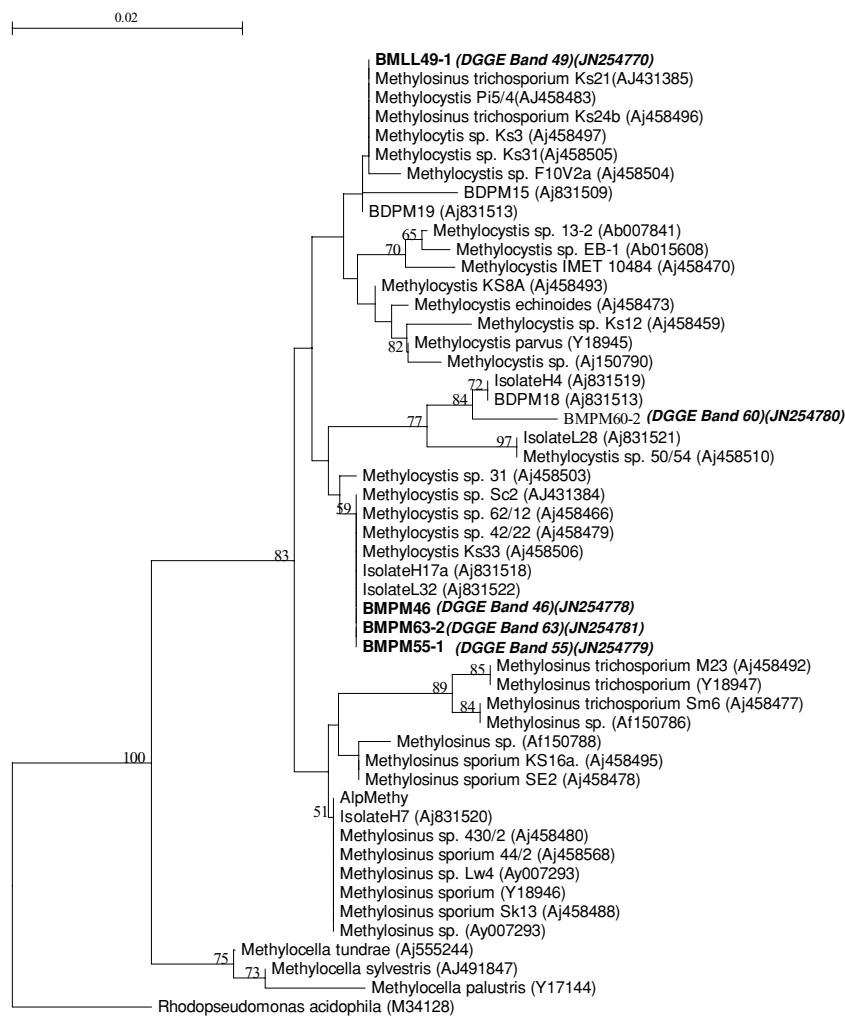 0.02
BMLL49-1 (DGGE Band 49)(JN254770)
Methylosinus trichosporium Ks21(AJ431385)
Methylocystis Pi5/4(AJ458483)
Methylosinus trichosporium Ks24b (Aj458496)
Methylocytis sp. Ks3 (Aj458497)
Methylocystis sp. Ks31(Aj458505)
Methylocystis sp. F10V2a (Aj458504)
BDPM15 (Aj831509)
BDPM19 (Aj831513)
Methylocystis sp. 13-2 (Ab007841)
65
Methylocystis sp. EB-1 (Ab015608)
70
Methylocystis IMET 10484 (Aj458470)
Methylocystis KS8A (Aj458493)
Methylocystis echinoides (Aj458473)
Methylocystis sp. Ks12 (Aj458459)
Methylocystis parvus (Y18945)
82
Methylocystis sp. (Aj150790)
IsolateH4 (Aj831519)
72
BDPM18 (Aj831513)
84
BMPM60-2 (DGGE Band 60)(JN254780)
77
IsolateL28 (Aj831521)
97
Methylocystis sp. 50/54 (Aj458510)
Methylocystis sp. 31 (Aj458503)
Methylocystis sp. Sc2 (AJ431384)
59
Methylocystis sp. 62/12 (Aj458466)
Methylocystis sp. 42/22 (Aj458479)
Methylocystis Ks33 (Aj458506)
83
IsolateH17a (Aj831518)
IsolateL32 (Aj831522)
BMPM46 (DGGE Band 46)(JN254778)
BMPM63-2(DGGE Band 63)(JN254781)
BMPM55-1 (DGGE Band 55)(JN254779)
Methylosinus trichosporium M23 (Aj458492)
85
Methylosinus trichosporium (Y18947)
89
Methylosinus trichosporium Sm6 (Aj458477)
84
Methylosinus sp. (Af150786)
Methylosinus sp. (Af150788)
100
Methylosinus sporium KS16a. (Aj458495)
Methylosinus sporium SE2 (Aj458478)
AlpMethy
51
IsolateH7 (Aj831520)
Methylosinus sp. 430/2 (Aj458480)
Methylosinus sporium 44/2 (Aj458568)
Methylosinus sp. Lw4 (Ay007293)
Methylosinus sporium (Y18946)
Methylosinus sporium Sk13 (Aj458488)
Methylosinus sp. (Ay007293)
Methylocella tundrae (Aj555244)
75
Methylocella sylvestris (AJ491847)
73
Methylocella palustris (Y17144)
Rhodopseudomonas acidophila (M34128)